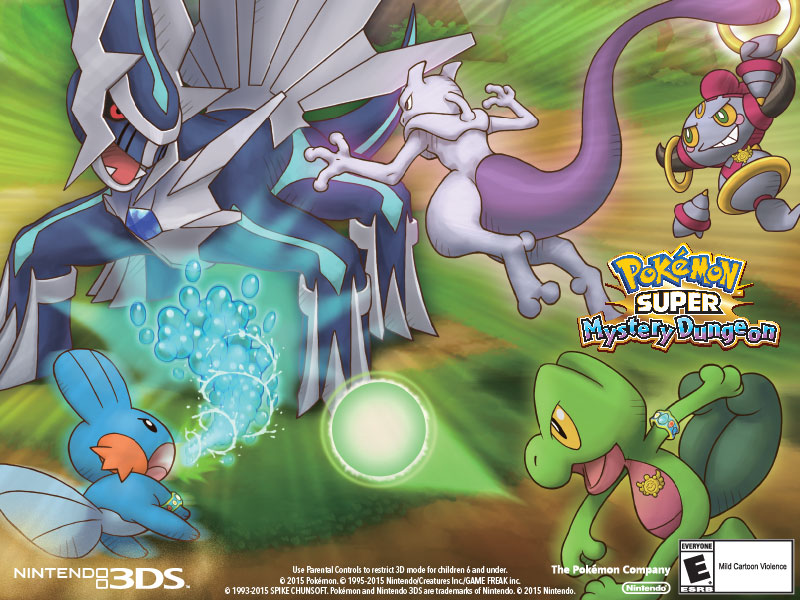 POKéMON
SUPER
Mystery Dungeon
NINTENDO 3DS™
Use Parental Controls to restrict 3D mode for children 6 and under.
© 2015 Pokémon. © 1995-2015 Nintendo/Creatures Inc./GAME FREAK inc.
© 1993-2015 SPIKE CHUNSOFT. Pokémon and Nintendo 3DS are trademarks of Nintendo. © 2015 Nintendo.
The Pokémon Company
Nintendo
EVERYONE
E
ESRB
Mild Cartoon Violence